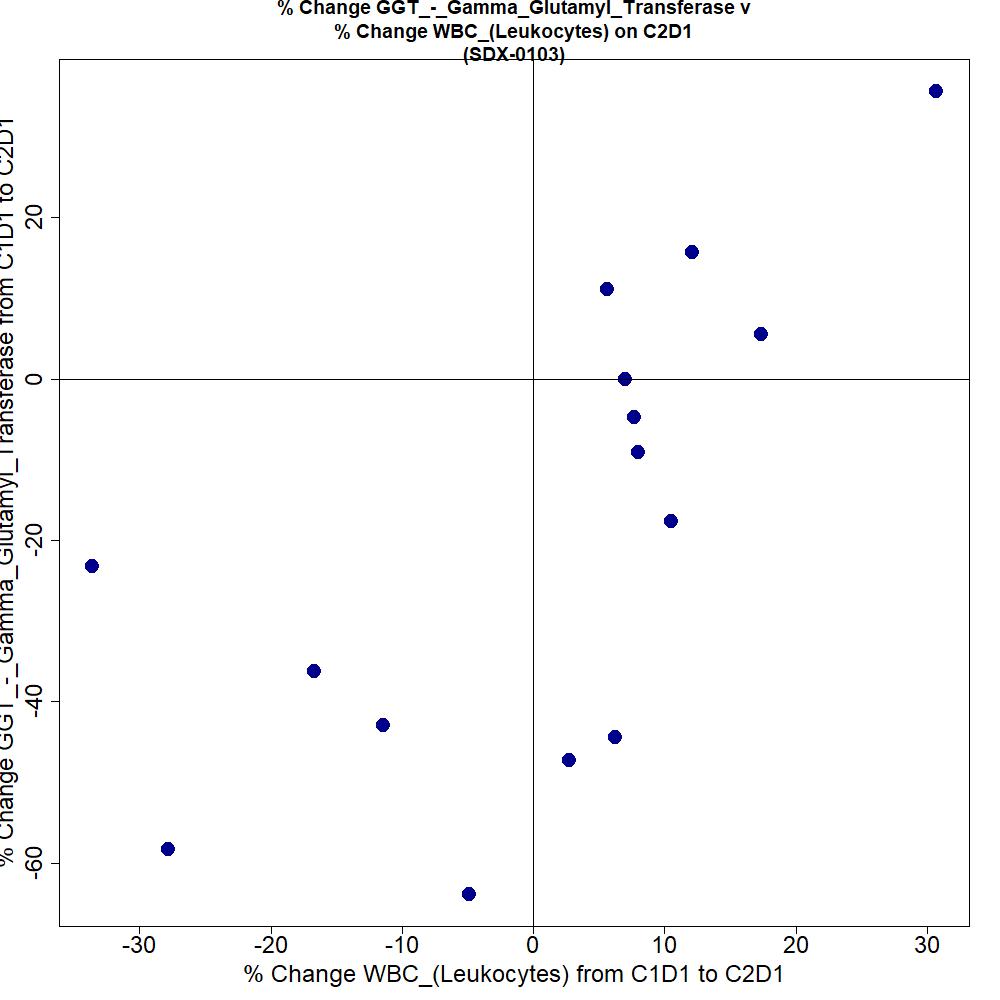 % Change GGT_-_Gamma_Glutamyl_Transferase v
% Change WBC_(Leukocytes) on C2D1
(SDX-0103)
% Change GGT_-_Gamma_Glutamyl_Transferase from C1D1 to C2D1
20
0
-20
-40
-60
-30
-20
-10
0
10
20
30
% Change WBC_(Leukocytes) from C1D1 to C2D1